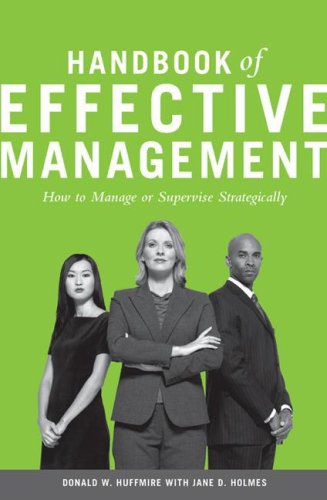 HANDBOOK of
EFFECTIVE
MANAGEMENT
How to Manage or Supervise Strategically
DONALD W. HUFFMIRE WITH JANE D. HOLMES